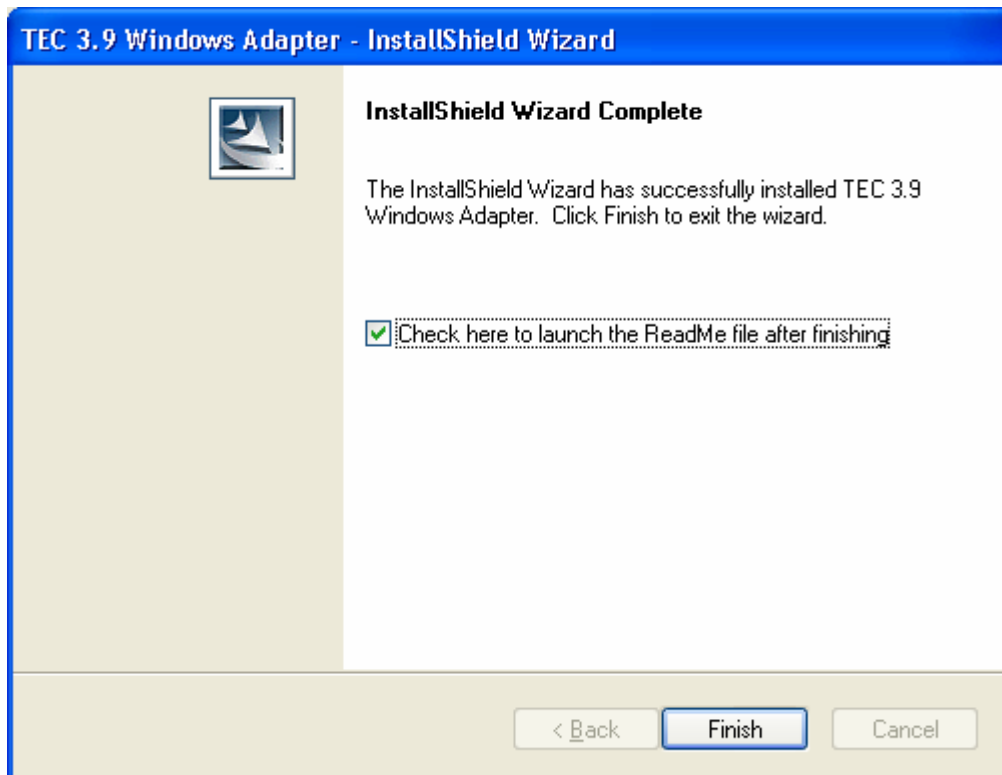 TEC 3.9 Windows Adapter - InstallShield Wizard
InstallShield Wizard Complete
The InstallShield Wizard has successfully installed TEC 3.9
Windows Adapter.  Click Finish to exit the wizard.
Check here to launch the ReadMe file after finishing
< Back
Finish
Cancel